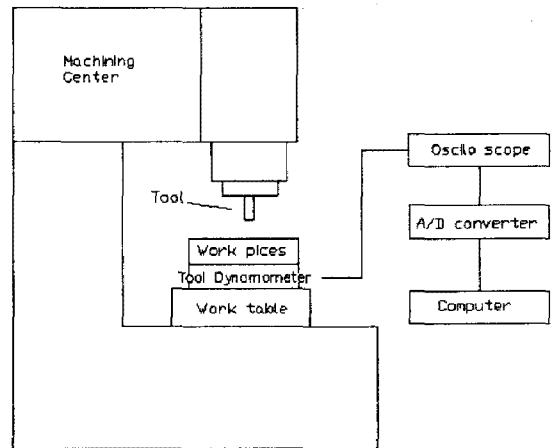 Machining
Center
Tool
Work pices
Tool Dynamometer
Work table
Oscilo scope
A/D converter
Computer